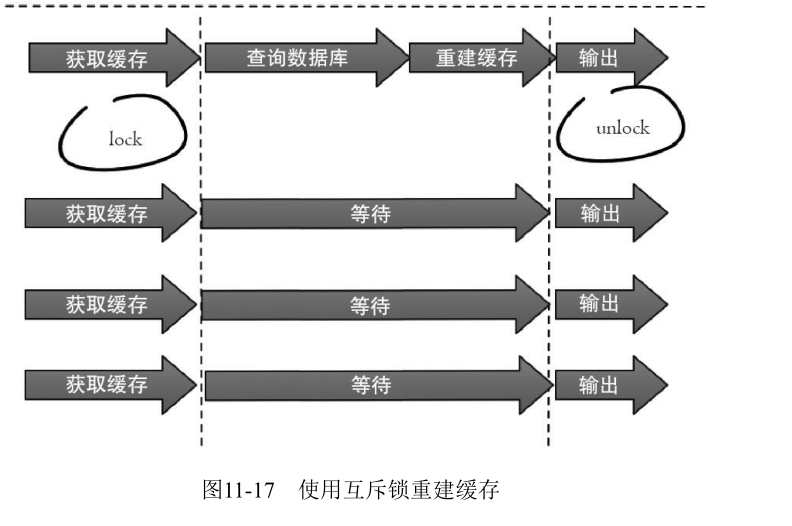 获取缓存 查询数据库 重建缓存 输出
lock unlock
获取缓存 等待 输出
获取缓存 等待 输出
获取缓存 等待 输出
图11-17 使用互斥锁重建缓存